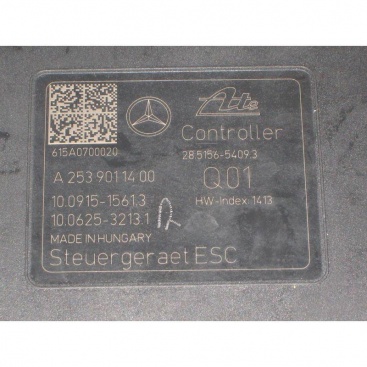 Ate
Controller
615A0700020 28.5156-5409.3
A 253 901 14 00 Q01
10.0915-1561.3 HW-Index: 1413
10.0625-3213.1 R
MADE IN HUNGARY
Steuergeraet ESC